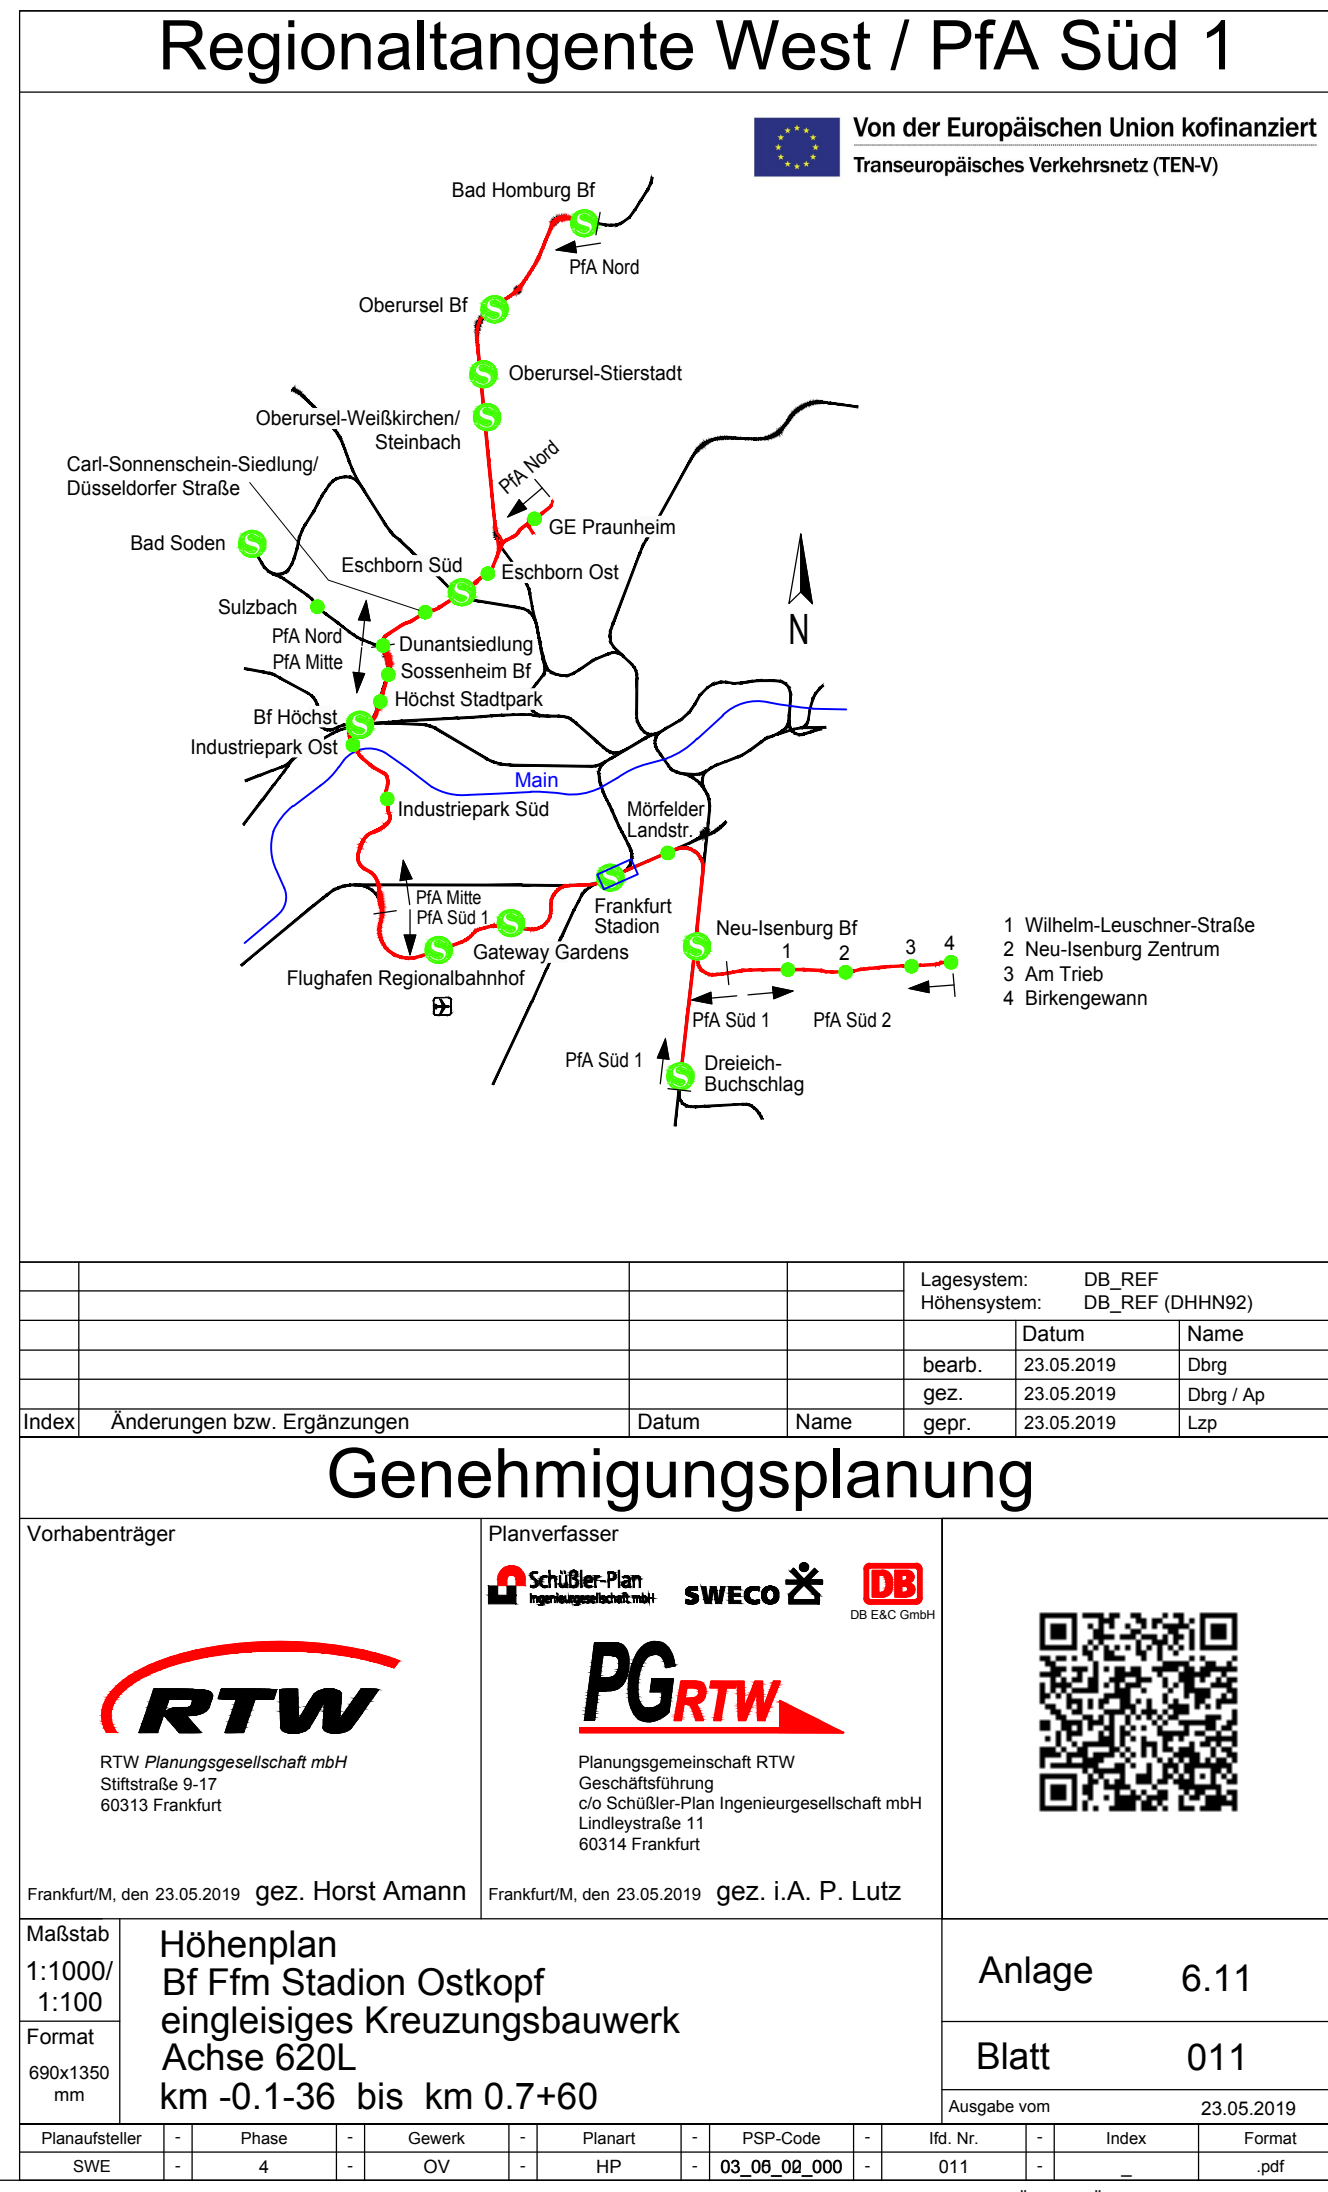 Regionaltangente West / PfA Süd 1
Von der Europäischen Union kofinanziert
Transeuropäisches Verkehrsnetz (TEN-V)
Bad Homburg Bf
PfA Nord
Oberursel Bf
Oberursel-Stierstadt
Oberursel-Weißkirchen/
Steinbach
Carl-Sonnenschein-Siedlung/
Düsseldorfer Straße
PfA Nord
GE Praunheim
Bad Soden
Eschborn Süd
Eschborn Ost
Sulzbach
PfA Nord
PfA Mitte
Dunantsiedlung
Sossenheim Bf
Höchst Stadtpark
Bf Höchst
Industriepark Ost
N
Main
Industriepark Süd
Mörfelder
Landstr.
PfA Mitte
PfA Süd 1
Frankfurt
Stadion
Gateway Gardens
Flughafen Regionalbahnhof
Neu-Isenburg Bf
1 2 3 4
1 Wilhelm-Leuschner-Straße
2 Neu-Isenburg Zentrum
3 Am Trieb
4 Birkengewann
PfA Süd 1 PfA Süd 2
PfA Süd 1
Dreieich-
Buchschlag
Lagesystem: DB_REF
Höhensystem: DB_REF (DHHN92)
Datum Name
bearb. 23.05.2019 Dbrg
gez. 23.05.2019 Dbrg / Ap
Index Änderungen bzw. Ergänzungen Datum Name gepr. 23.05.2019 Lzp
Genehmigungsplanung
Vorhabenträger
Planverfasser
Schüßler-Plan
Ingenieurgesellschaft mbH
SWECO
DB
DB E&C GmbH
RTW
PG RTW
RTW Planungsgesellschaft mbH
Stiftstraße 9-17
60313 Frankfurt
Planungsgemeinschaft RTW
Geschäftsführung
c/o Schüßler-Plan Ingenieurgesellschaft mbH
Lindleystraße 11
60314 Frankfurt
Frankfurt/M, den 23.05.2019 gez. Horst Amann
Frankfurt/M, den 23.05.2019 gez. i.A. P. Lutz
Maßstab
1:1000/
1:100
Format
690x1350
mm
Höhenplan
Bf Ffm Stadion Ostkopf
eingleisiges Kreuzungsbauwerk
Achse 620L
km -0.1-36 bis km 0.7+60
Anlage 6.11
Blatt 011
Ausgabe vom 23.05.2019
Planaufsteller - Phase - Gewerk - Planart - PSP-Code - lfd. Nr. - Index Format
SWE - 4 - OV - HP - 03_ - 011 - _ .pdf